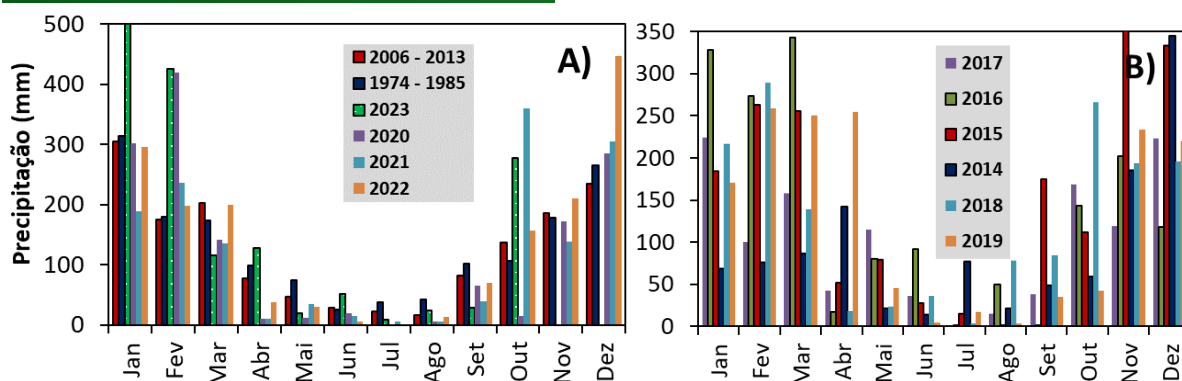 Precipitação (mm)
500
400
300
200
100
0
2006 - 2013
1974 - 1985
2023
2020
2021
2022
A)
Jan
Fev
Mar
Abr
Mai
Jun
Jul
Ago
Set
Out
Nov
Dez
350
300
250
200
150
100
50
0
2017
2016
2015
2014
2018
2019
B)
Jan
Fev
Mar
Abr
Mai
Jun
Jul
Ago
Set
Out
Nov
Dez